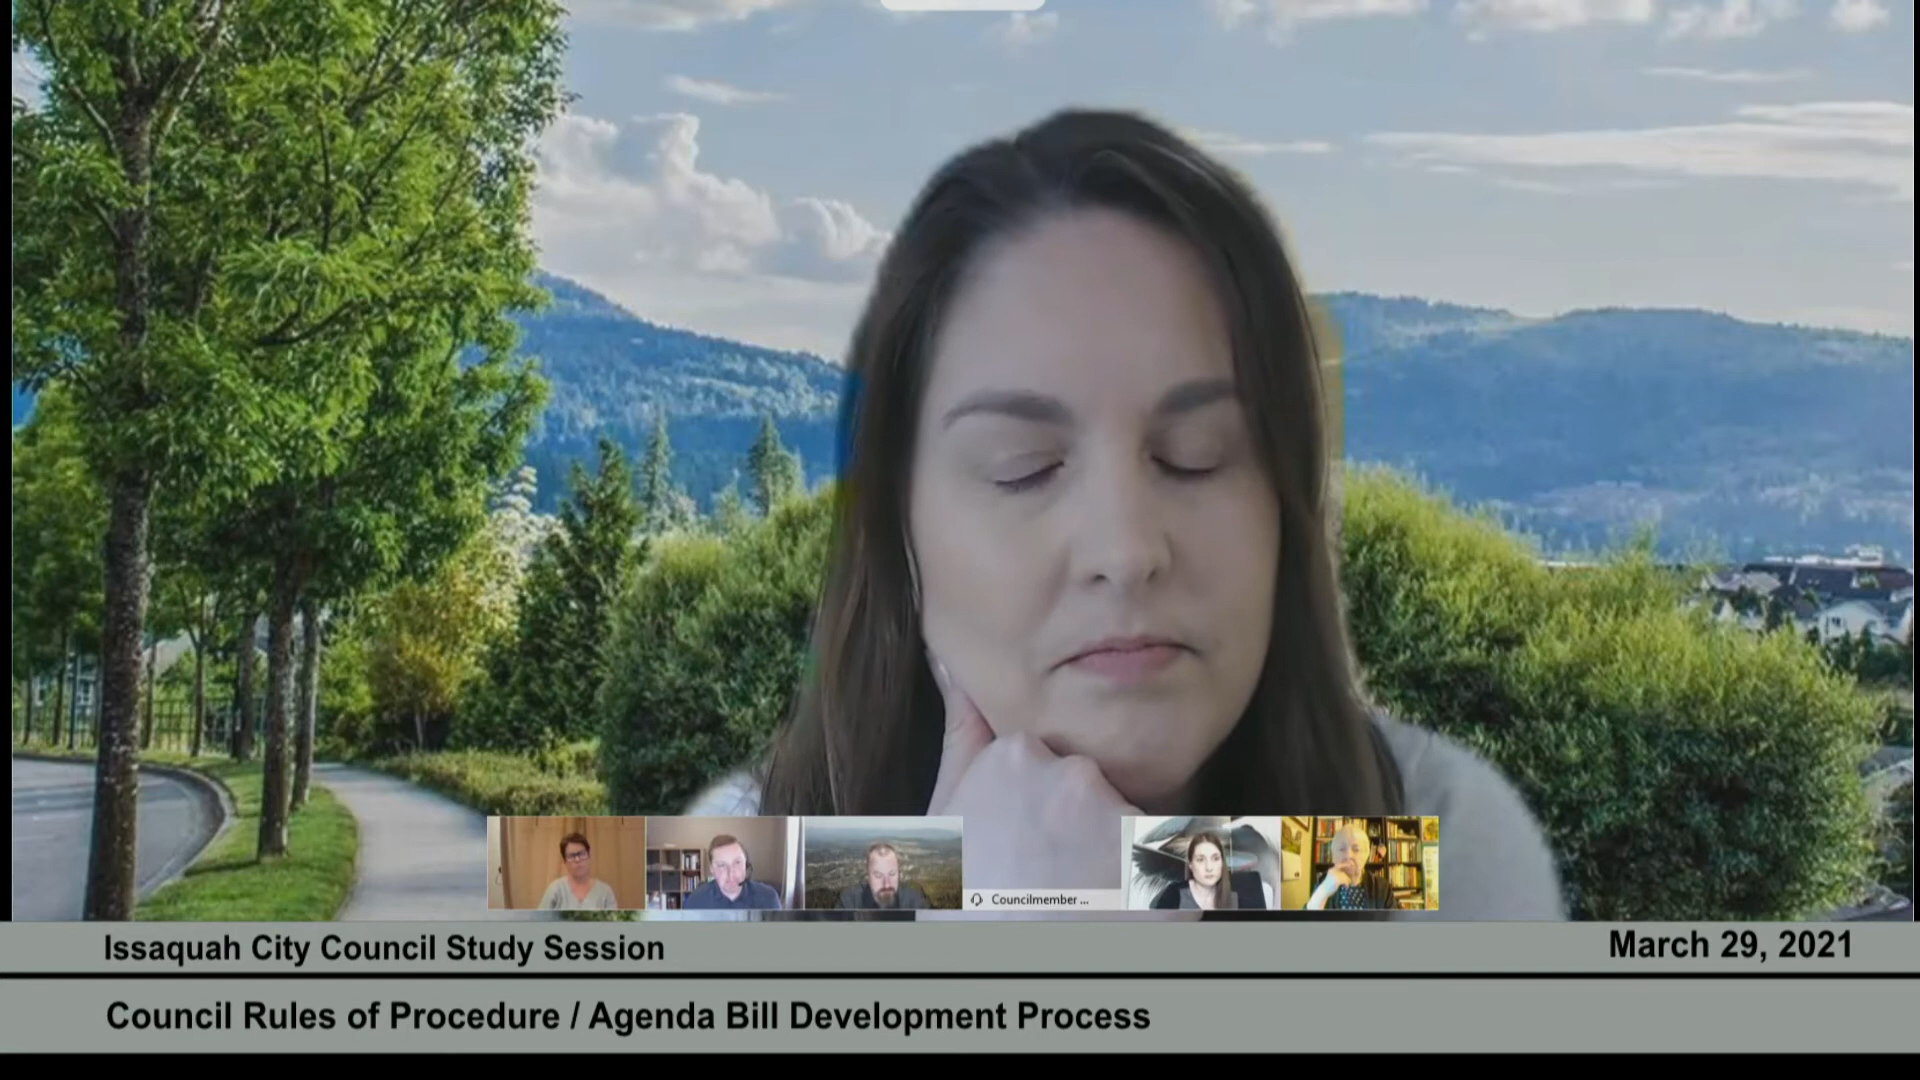 Councilmember ...
Issaquah City Council Study Session
March 29, 2021
Council Rules of Procedure / Agenda Bill Development Process